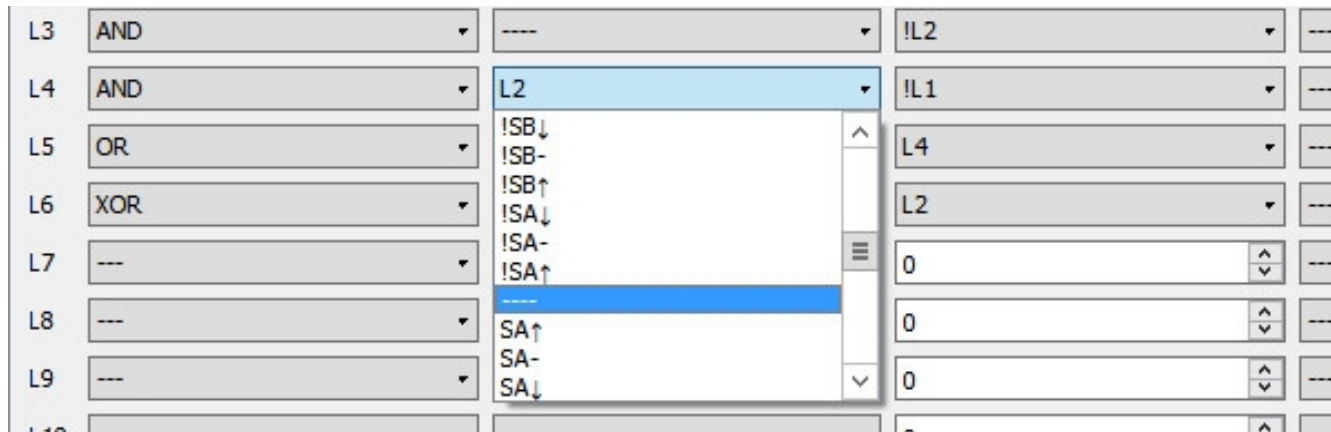 L3 AND ---- !L2 ---
L4 AND L2 !L1 ---
!SB↓
L5 OR !SB- L4 ---
!SB↑
L6 XOR !SA↓ L2 ---
!SA-
L7 --- !SA↑ 0 ---
----
L8 --- SA↑ 0 ---
SA-
L9 --- SA↓ 0 ---